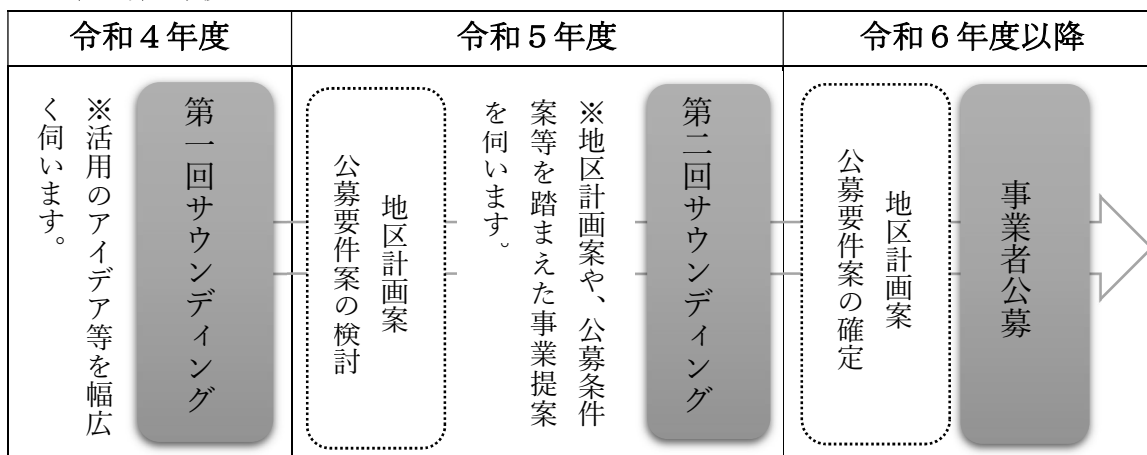 令和４年度
令和５年度
令和６年度以降
第一回サウンディング
※活用のアイデア等を幅広
く伺います。
地区計画案
公募要件案の検討
第二回サウンディング
※地区計画案や、公募条件
案等を踏まえた事業提案
を伺います。
地区計画案
公募要件案の確定
事業者公募